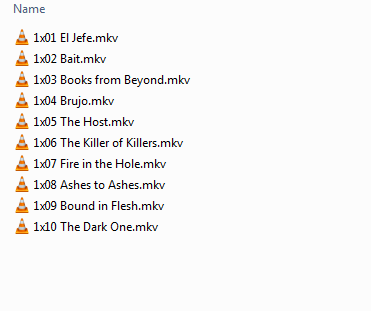 Name
1x01 El Jefe.mkv
1x02 Bait.mkv
1x03 Books from Beyond.mkv
1x04 Brujo.mkv
1x05 The Host.mkv
1x06 The Killer of Killers.mkv
1x07 Fire in the Hole.mkv
1x08 Ashes to Ashes.mkv
1x09 Bound in Flesh.mkv
1x10 The Dark One.mkv